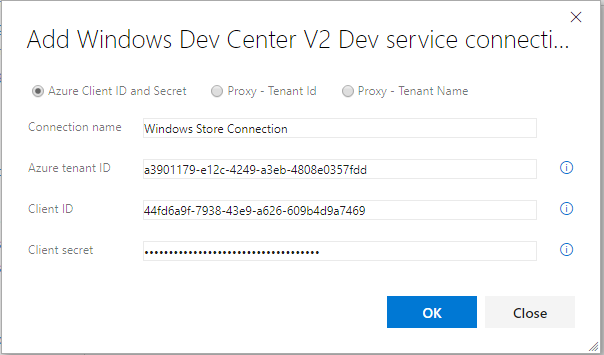 Add Windows Dev Center V2 Dev service connecti...
Azure Client ID and Secret Proxy - Tenant Id Proxy - Tenant Name
Connection name Windows Store Connection
Azure tenant ID a3901179-e12c-4249-a3eb-4808e0357fdd
Client ID 44fd6a9f-7938-43e9-a626-609b4d9a7469
Client secret ••••••••••••••••••••••••••••••••••••
OK Close